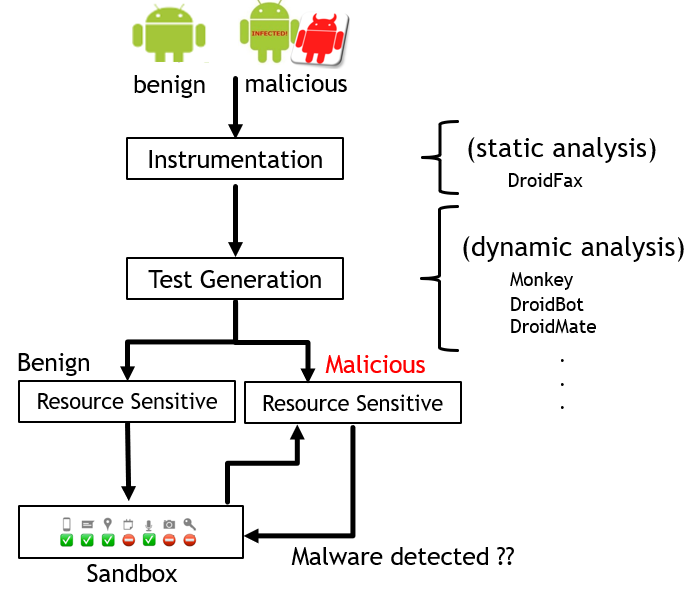 INFECTED!
benign
malicious
Instrumentation
(static analysis)
DroidFax
Test Generation
(dynamic analysis)
Monkey
DroidBot
DroidMate
.
.
.
Benign
Malicious
Resource Sensitive
Resource Sensitive
Malware detected ??
Sandbox